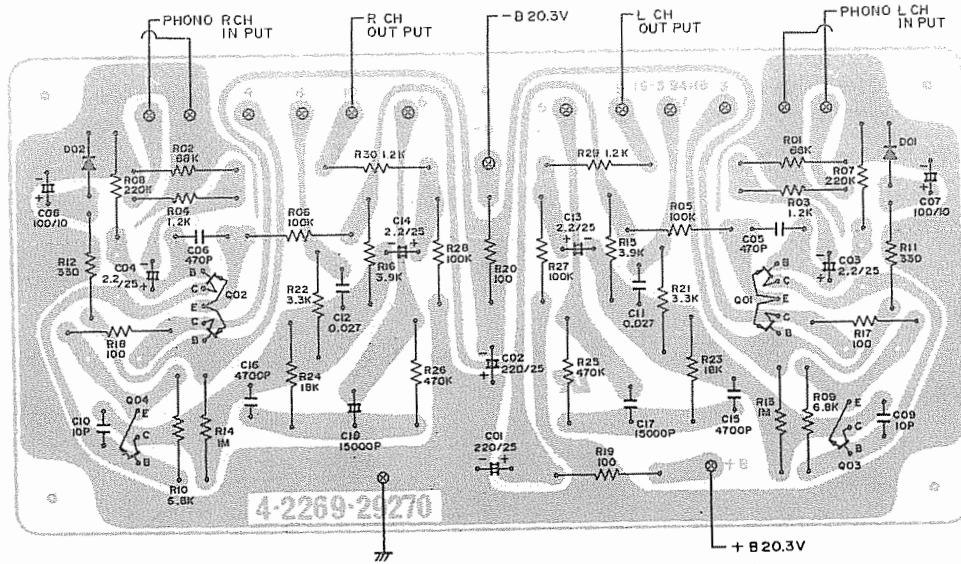 PHONO R CH
IN PUT
R CH
OUT PUT
-B 20.3V
L CH
OUT PUT
PHONO L CH
IN PUT
4
4
6
6
5
3
D02
R02
68K
R08
220K
R04
1.2K
C06
100/10
R30 1.2K
R29 1.2K
R01
68K
R07
220K
D01
R03
1.2K
C07
100/10
R12
330
C04
2.2/25
C06
470P
R06
100K
C14
2.2/25
R16
3.9K
R28
100K
R20
100
C13
2.2/25
R27
100K
R15
3.9K
R05
100K
C05
470P
C03
2.2/25
R11
330
B
C
E
C
B
Q02
R22
3.3K
C12
0.027
C11
0.027
R21
3.3K
Q01
B
C
E
C
B
R18
100
R17
100
C16
4700P
R24
18K
R26
470K
C02
220/25
R25
470K
R23
18K
C15
4700P
R13
1M
R09
6.8K
Q04
E
C
B
C10
10P
R14
1M
R10
6.8K
C18
15000P
C01
220/25
R19
100
C17
15000P
+B
E
C
B
Q03
C09
10P
4-2269-29270
+B 20.3V